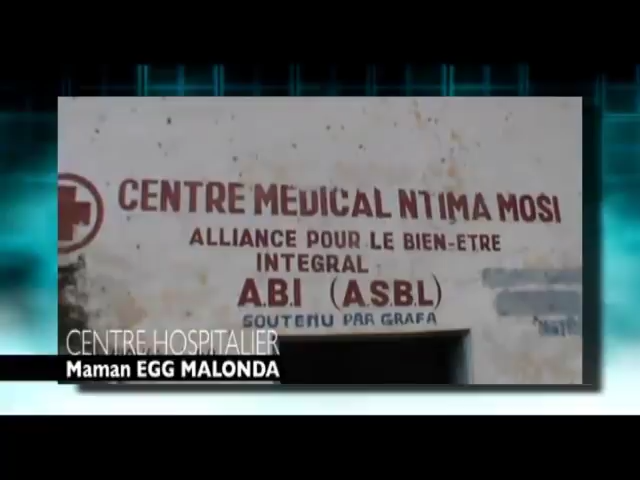 CENTRE MEDICAL NTIMA MOSI
ALLIANCE POUR LE BIEN-ETRE
INTEGRAL
A.B.I (A.S.B.L)
SOUTENU PAR GRAFA
CENTRE HOSPITALIER
Maman EGG MALONDA